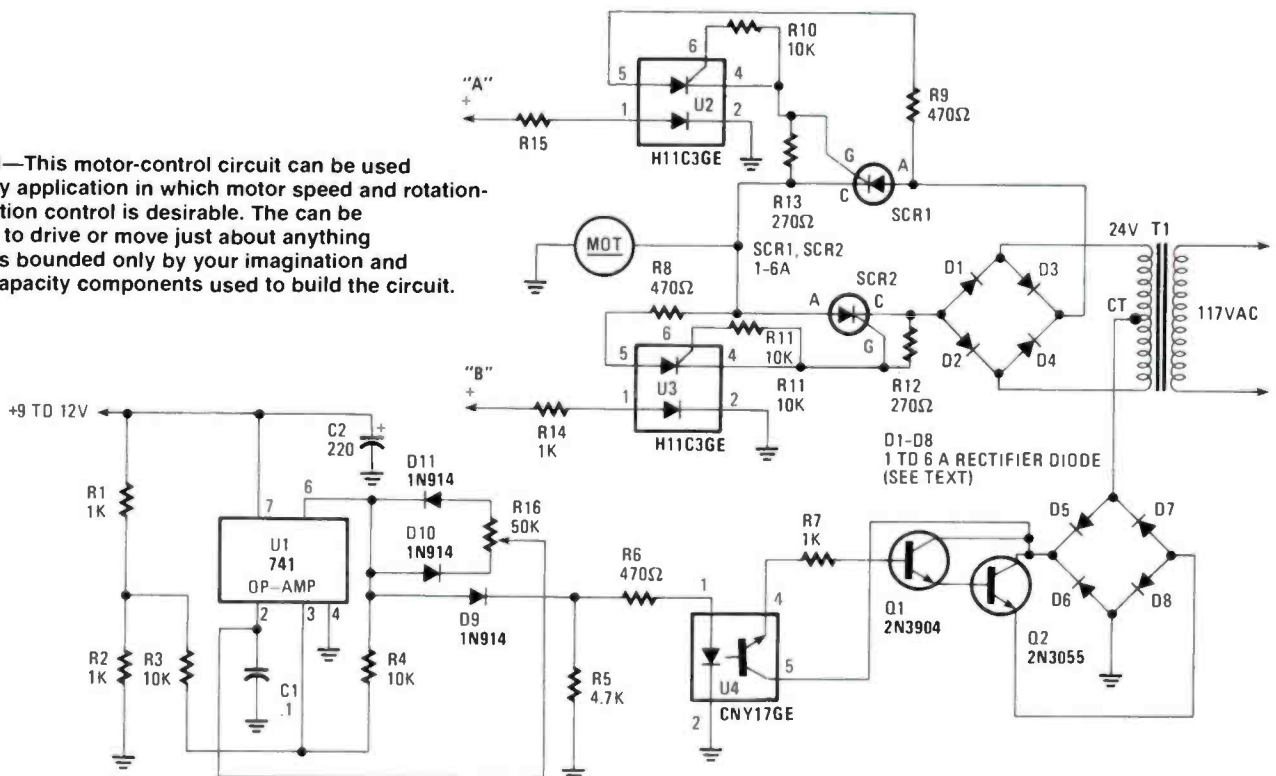 —This motor-control circuit can be used
application in which motor speed and rotation-
control is desirable. The can be
to drive or move just about anything
bounded only by your imagination and
components used to build the circuit.
"A"
+
R15
5
6
1
4
2
U2
H11C3GE
R10
10K
R9
470Ω
R13
270Ω
G
A
C
SCR1
MOT
SCR1, SCR2
1-6A
R8
470Ω
SCR2
A
C
G
24V
T1
CT
117VAC
D1
D3
D2
D4
"B"
+
R14
1K
5
6
1
4
2
U3
H11C3GE
R11
10K
R11
10K
R12
270Ω
D1-D8
1 TO 6 A RECTIFIER DIODE
(SEE TEXT)
+9 TO 12V
C2
220
+
R1
1K
R2
1K
R3
10K
7
6
U1
741
OP-AMP
2
3
4
C1
.1
D11
1N914
D10
1N914
R16
50K
D9
1N914
R4
10K
R5
4.7K
R6
470Ω
1
4
5
2
U4
CNY17GE
R7
1K
Q1
2N3904
Q2
2N3055
D5
D7
D6
D8